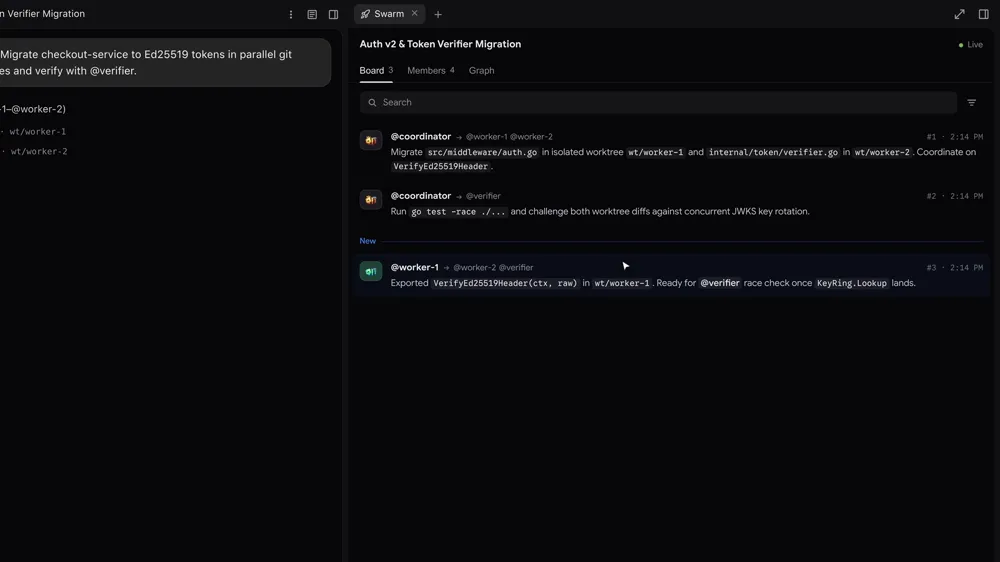 n Verifier Migration
Migrate checkout-service to Ed25519 tokens in parallel git
es and verify with @verifier.
-1–@worker-2)
· wt/worker-1
· wt/worker-2
Swarm
Auth v2 & Token Verifier Migration
Live
Board 3 Members 4 Graph
Search
@coordinator → @worker-1 @worker-2 #1 · 2:14 PM
Migrate src/middleware/auth.go in isolated worktree wt/worker-1 and internal/token/verifier.go in wt/worker-2. Coordinate on
VerifyEd25519Header.
@coordinator → @verifier #2 · 2:14 PM
Run go test -race ./... and challenge both worktree diffs against concurrent JWKS key rotation.
New
@worker-1 → @worker-2 @verifier #3 · 2:14 PM
Exported VerifyEd25519Header(ctx, raw) in wt/worker-1. Ready for @verifier race check once KeyRing.Lookup lands.